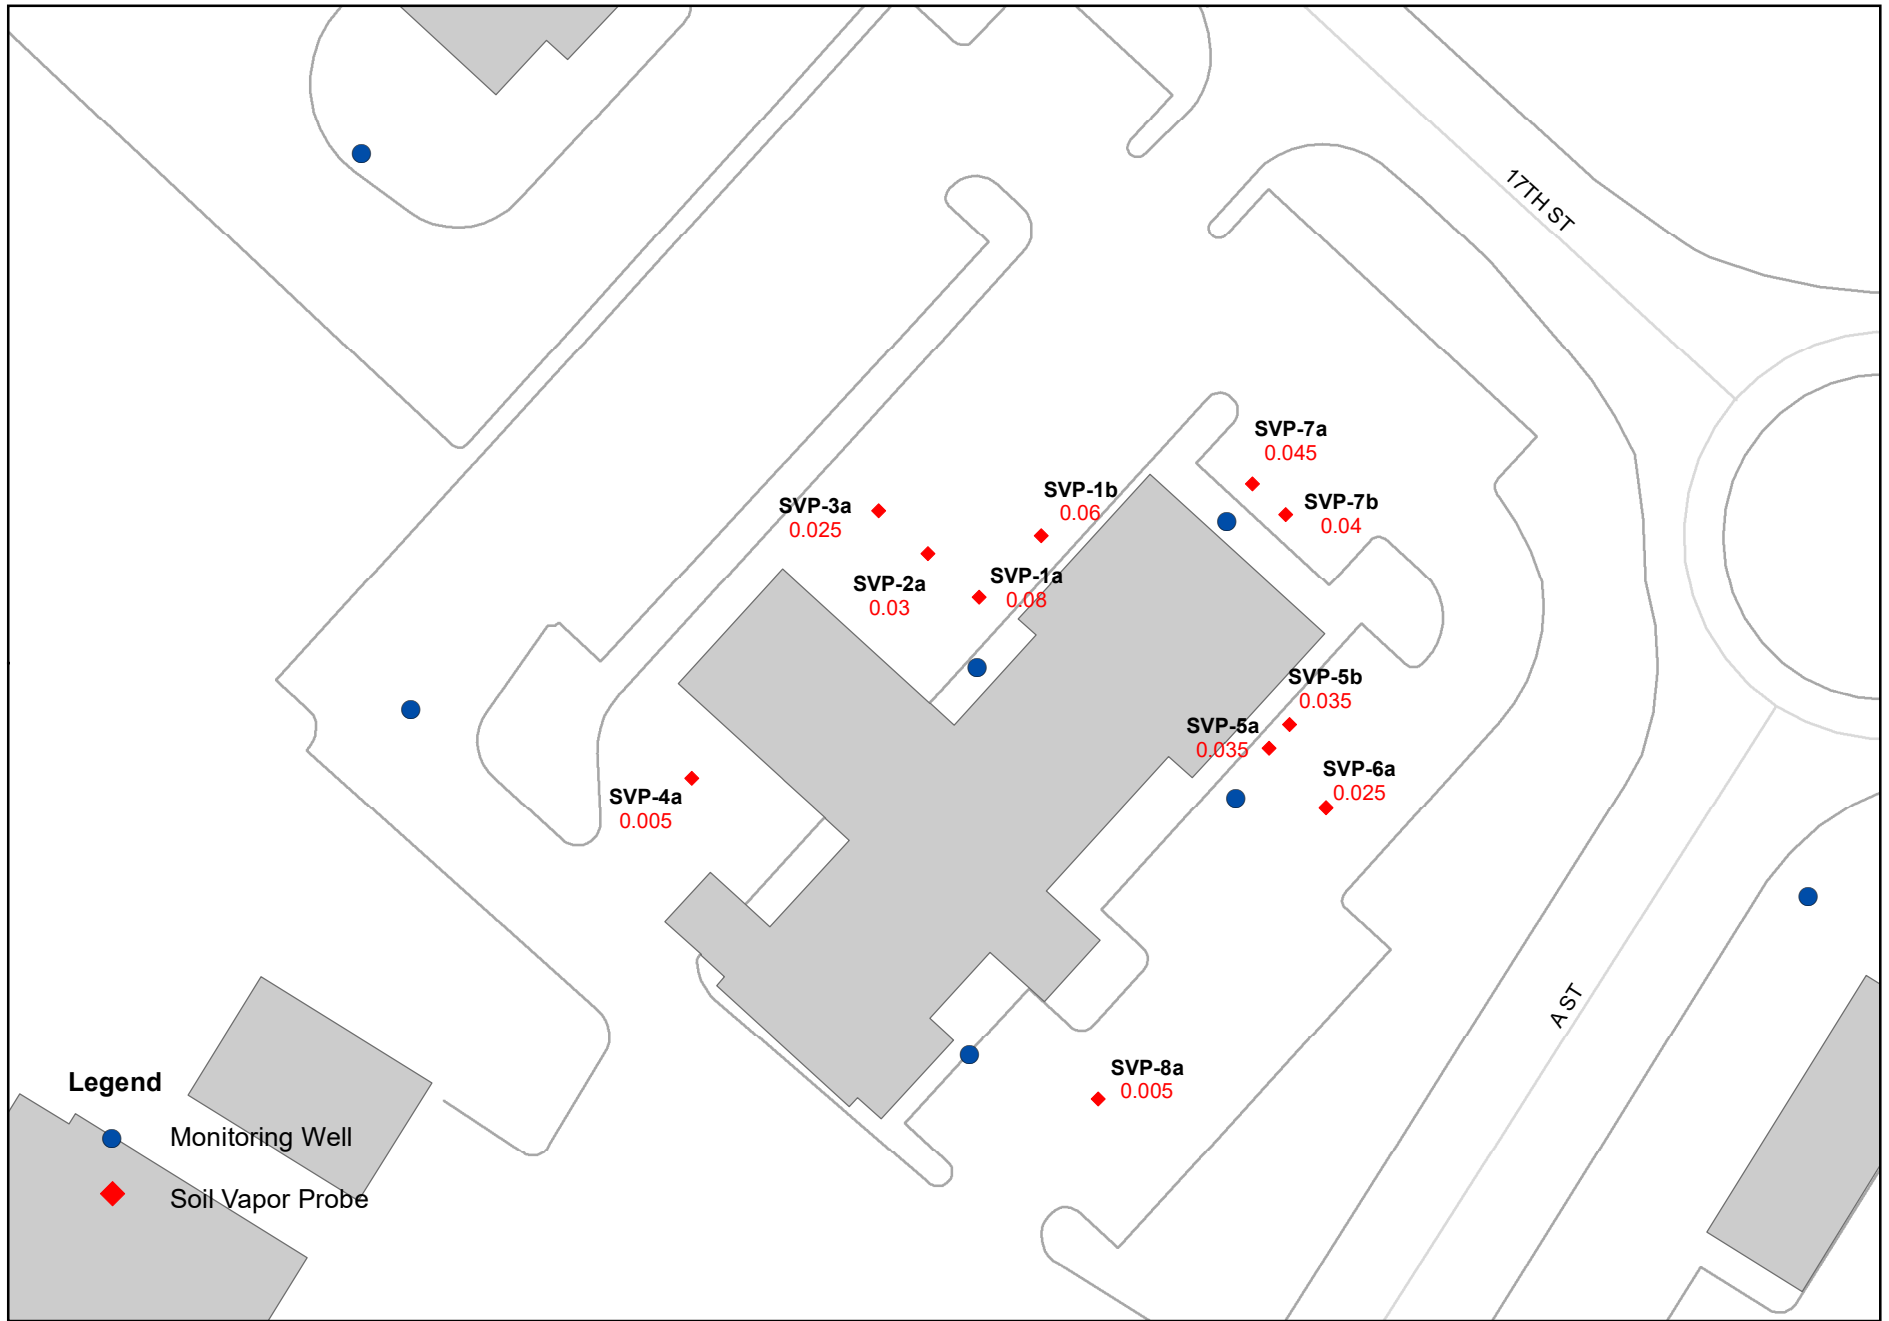 17TH ST
SVP-7a
0.045
SVP-7b
0.04
SVP-1b
0.06
SVP-3a
0.025
SVP-2a
0.03
SVP-1a
0.08
SVP-5b
0.035
SVP-5a
0.035
SVP-6a
0.025
SVP-4a
0.005
A ST
SVP-8a
0.005
Legend
Monitoring Well
Soil Vapor Probe